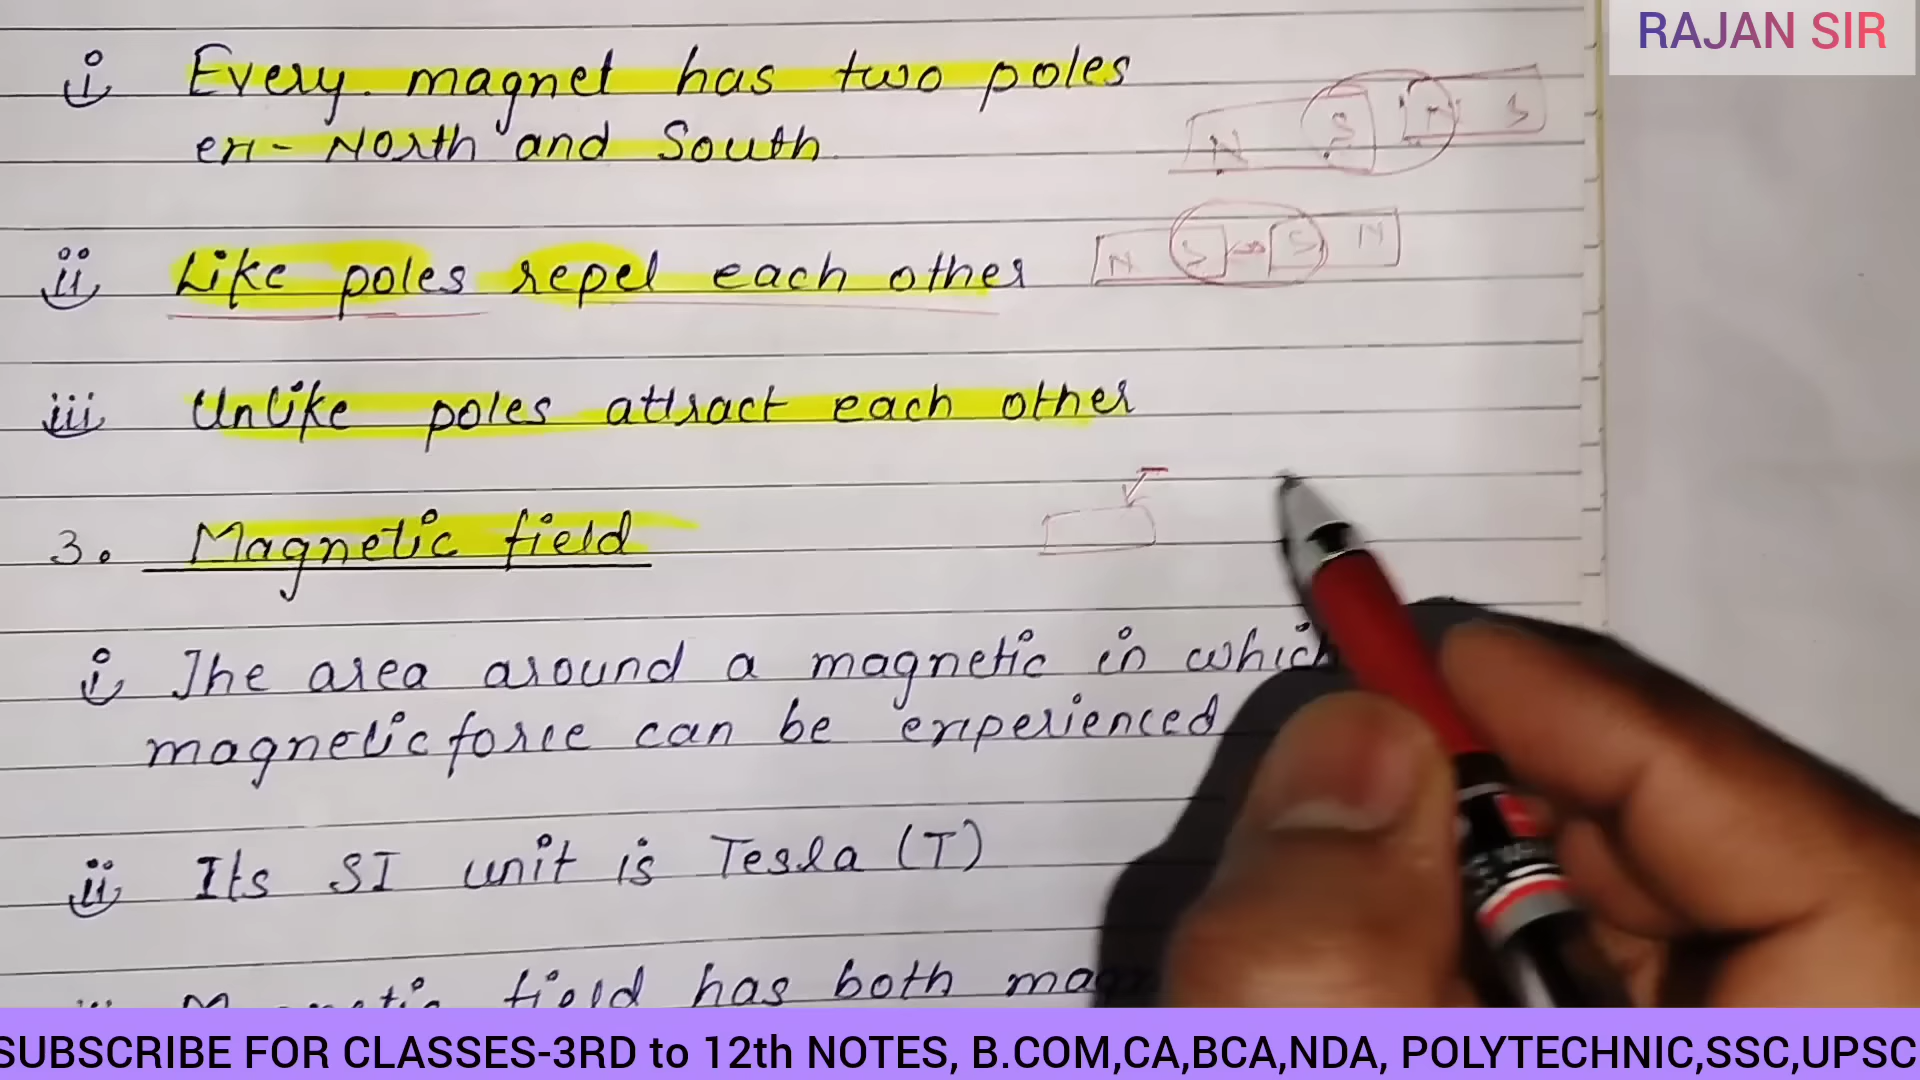 RAJAN SIR
i Every magnet has two poles
ex- North and South
N S N S
ii Like poles repel each other
N S S N
iii Unlike poles attract each other
3. Magnetic field
i The area around a magnetic in which
magnetic force can be experienced
ii Its SI unit is Tesla (T)
field has both
SUBSCRIBE FOR CLASSES-3RD to 12th NOTES, B.COM,CA,BCA,NDA, POLYTECHNIC,SSC,UPSC